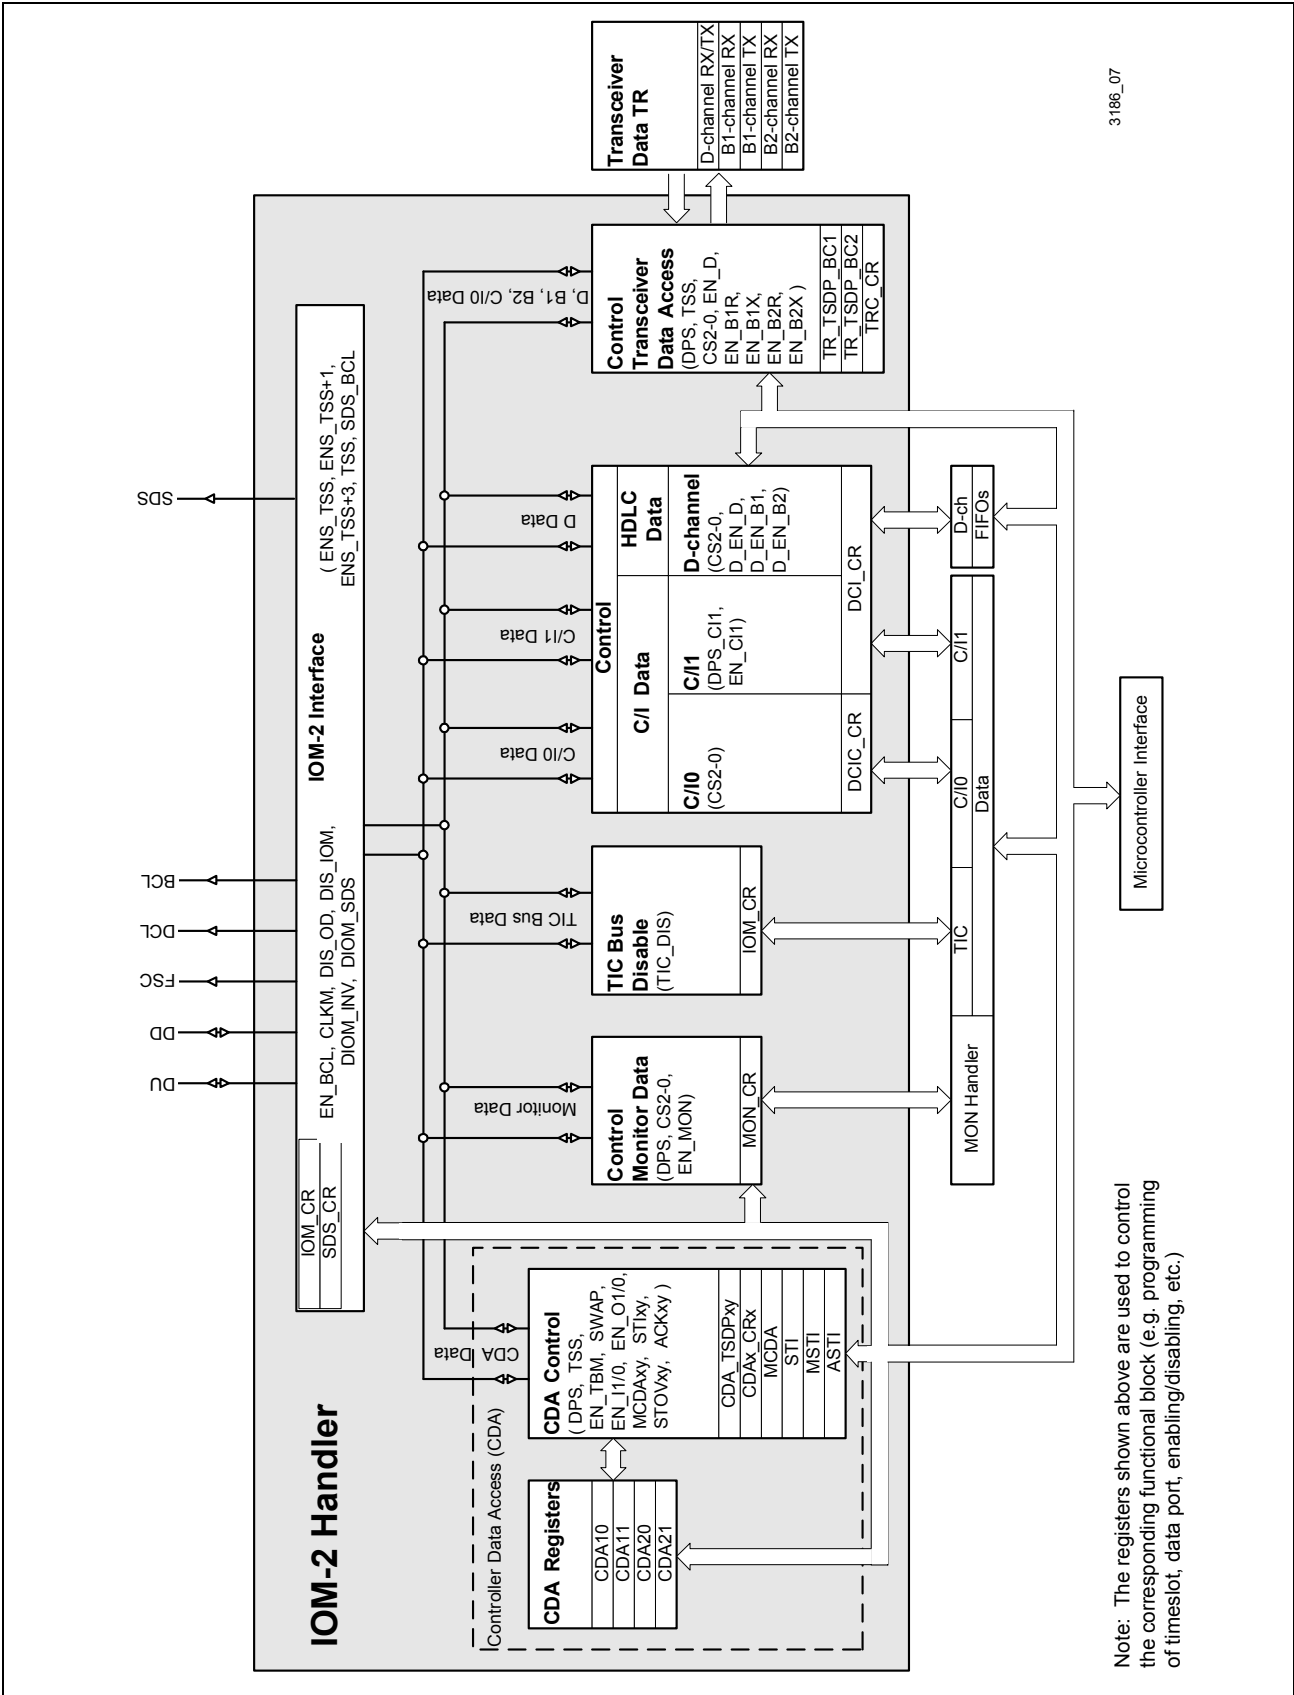 IOM-2 Handler
SDS
BCL
DCL
FSC
DD
DU
IOM_CR
SDS_CR
IOM-2 Interface
EN_BCL, CLKM, DIS_OD, DIS_IOM,
DIOM_INV, DIOM_SDS
( ENS_TSS, ENS_TSS+1,
ENS_TSS+3, TSS, SDS_BCL
Controller Data Access (CDA)
CDA Registers
CDA10
CDA11
CDA20
CDA21
CDA Data
CDA Control
( DPS, TSS,
EN_TBM, SWAP,
EN_I1/0, EN_O1/0,
MCDAxy, STIxy,
STOVxy, ACKxy )
CDA_TSDPxy
CDAx_CRx
MCDA
STI
MSTI
ASTI
Monitor Data
Control
Monitor Data
(DPS, CS2-0,
EN_MON)
MON_CR
TIC Bus Data
TIC Bus
Disable
(TIC_DIS)
IOM_CR
C/I0 Data
C/I1 Data
D Data
Control
C/I Data
HDLC
Data
C/I0
(CS2-0)
C/I1
(DPS_CI1,
EN_CI1)
D-channel
(CS2-0,
D_EN_D,
D_EN_B1,
D_EN_B2)
DCIC_CR
DCI_CR
D, B1, B2, C/I0 Data
Control
Transceiver
Data Access
(DPS, TSS,
CS2-0, EN_D,
EN_B1R,
EN_B1X,
EN_B2R,
EN_B2X )
TR_TSDP_BC1
TR_TSDP_BC2
TRC_CR
Transceiver
Data TR
D-channel RX/TX
B1-channel RX
B1-channel TX
B2-channel RX
B2-channel TX
MON Handler
TIC
C/I0
C/I1
Data
D-ch
FIFOs
Microcontroller Interface
Note: The registers shown above are used to control
the corresponding functional block (e.g. programming
of timeslot, data port, enabling/disabling, etc.)
3186_07